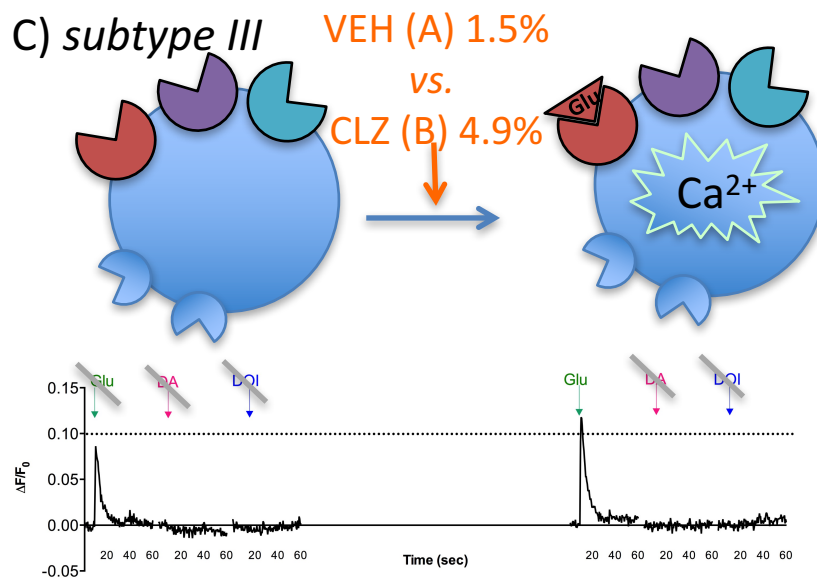 C) subtype III
VEH (A) 1.5%
vs.
CLZ (B) 4.9%
Glu
Ca²⁺
Glu DA DOI Glu DA DOI
0.15
0.10
0.05
0.00
-0.05
ΔF/F₀
20 40 60 20 40 60 20 40 60 Time (sec) 20 40 60 20 40 60 20 40 60